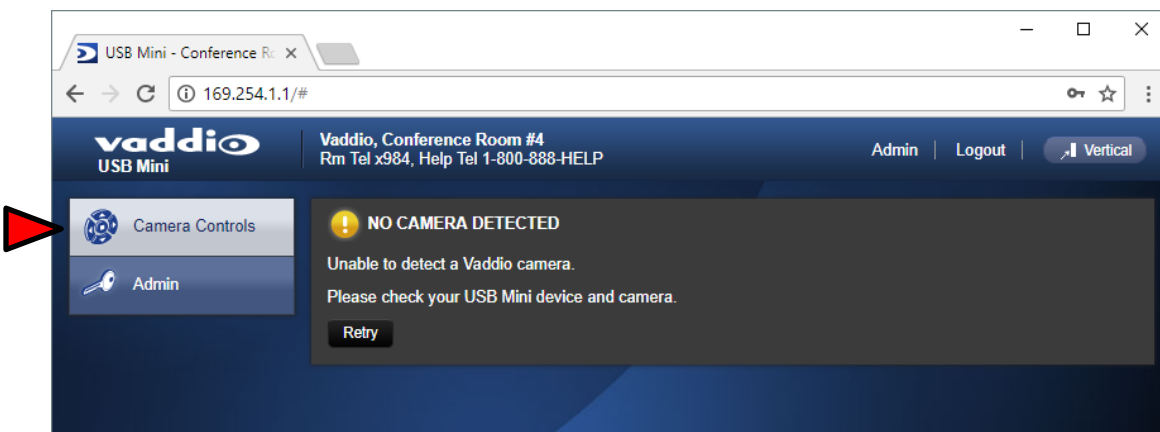 USB Mini - Conference Ro
169.254.1.1/#
vaddio
USB Mini
Vaddio, Conference Room #4
Rm Tel x984, Help Tel 1-800-888-HELP
Admin
Logout
Vertical
Camera Controls
Admin
NO CAMERA DETECTED
Unable to detect a Vaddio camera.
Please check your USB Mini device and camera.
Retry